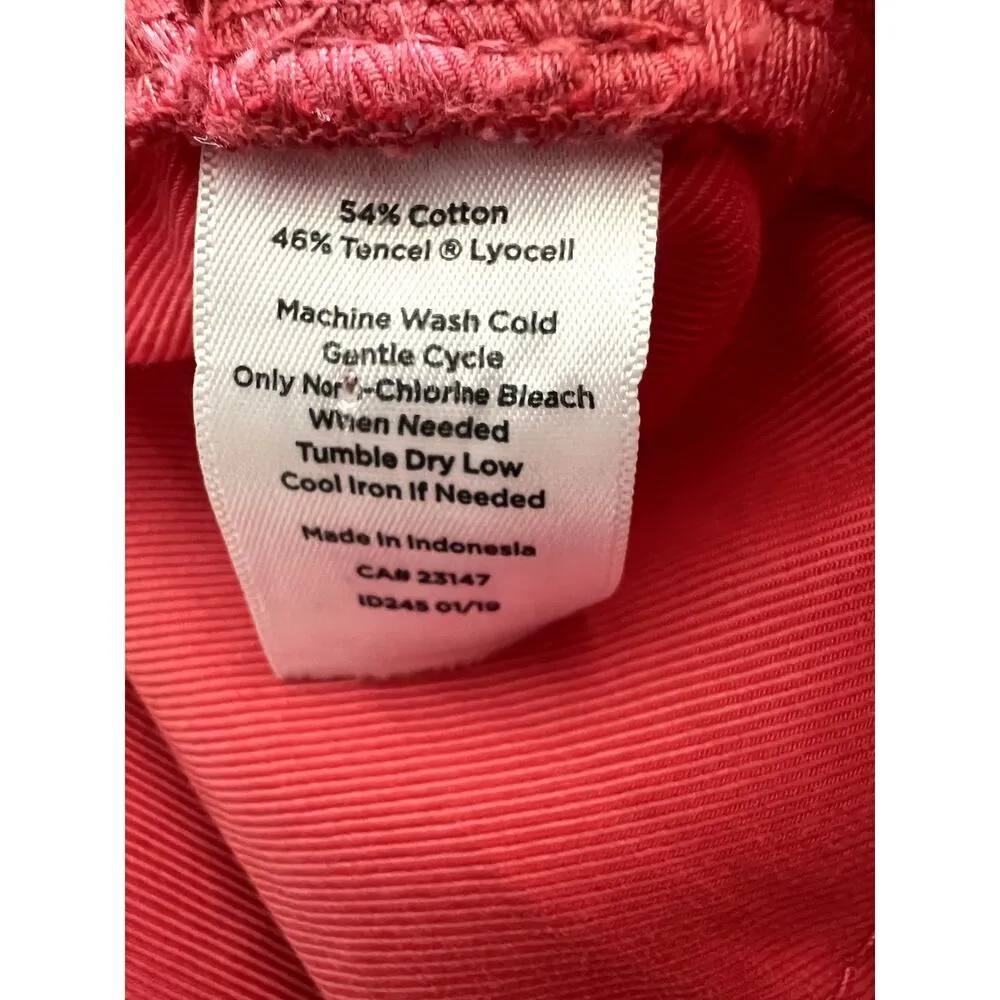 54% Cotton
46% Tencel ® Lyocell
Machine Wash Cold
Gentle Cycle
Only Non-Chlorine Bleach
When Needed
Tumble Dry Low
Cool Iron If Needed
Made In Indonesia
CA# 23147
ID245 01/19